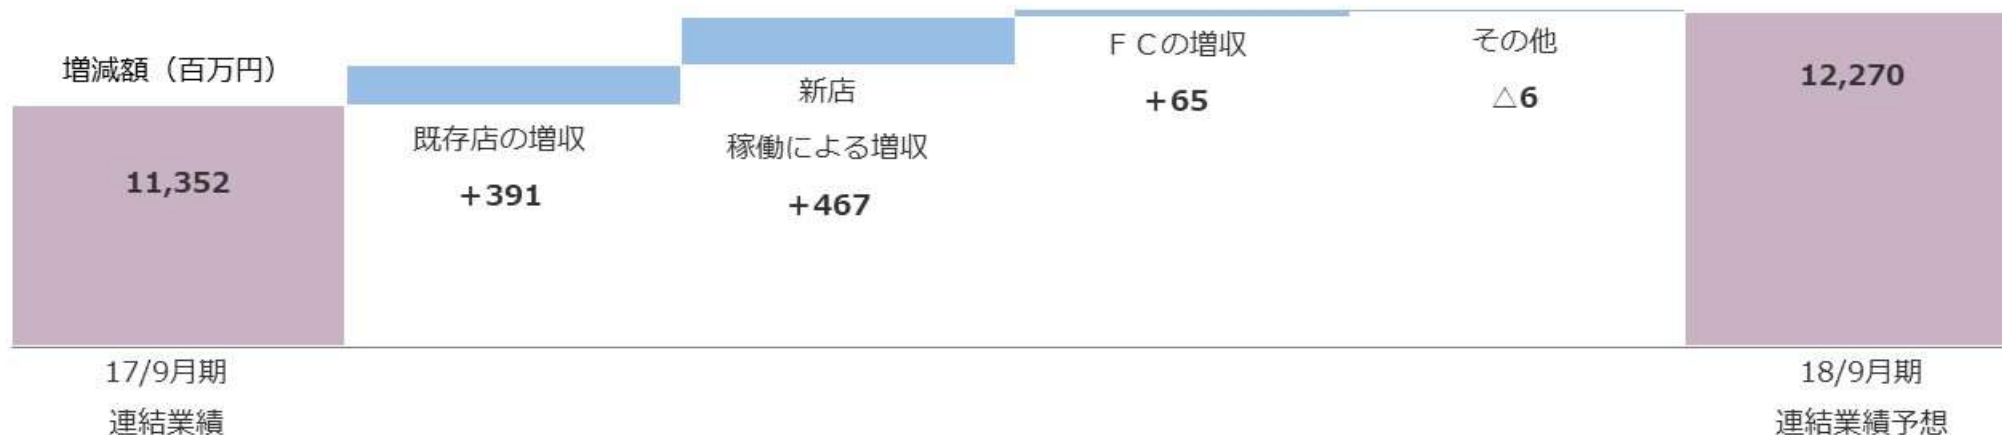 増減額（百万円）
11,352
17/9月期
連結業績
既存店の増収
+391
新店
稼働による増収
+467
ＦＣの増収
+65
その他
△6
12,270
18/9月期
連結業績予想